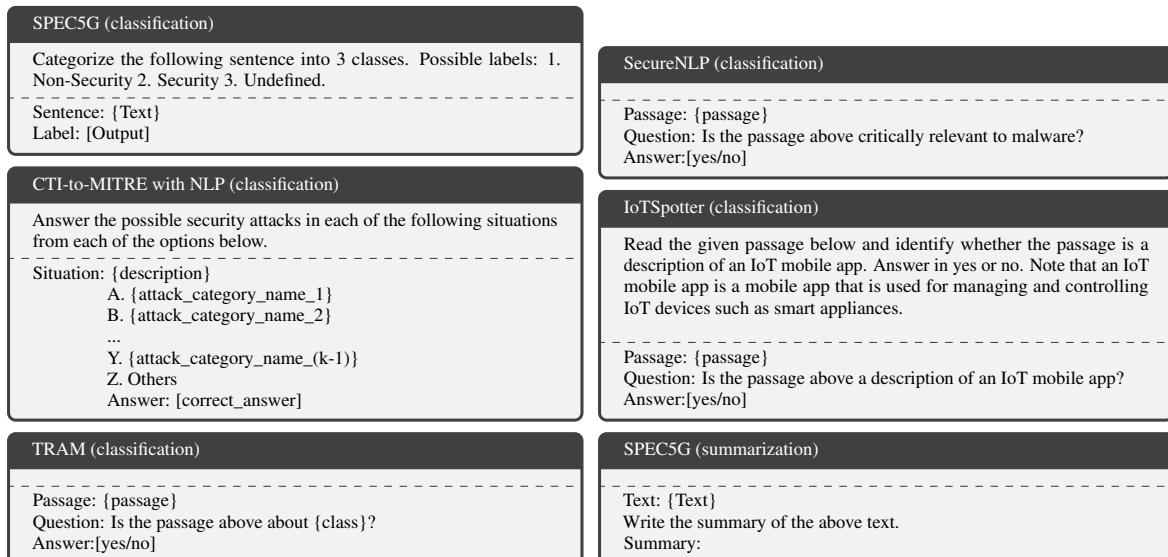 SPEC5G (classification)
Categorize the following sentence into 3 classes. Possible labels: 1.
Non-Security 2. Security 3. Undefined.
Sentence: {Text}
Label: [Output]
CTI-to-MITRE with NLP (classification)
Answer the possible security attacks in each of the following situations
from each of the options below.
Situation: {description}
A. {attack_category_name_1}
B. {attack_category_name_2}
...
Y. {attack_category_name_(k-1)}
Z. Others
Answer: [correct_answer]
TRAM (classification)
Passage: {passage}
Question: Is the passage above about {class}?
Answer:[yes/no]
SecureNLP (classification)
Passage: {passage}
Question: Is the passage above critically relevant to malware?
Answer:[yes/no]
IoTSpotter (classification)
Read the given passage below and identify whether the passage is a
description of an IoT mobile app. Answer in yes or no. Note that an IoT
mobile app is a mobile app that is used for managing and controlling
IoT devices such as smart appliances.
Passage: {passage}
Question: Is the passage above a description of an IoT mobile app?
Answer:[yes/no]
SPEC5G (summarization)
Text: {Text}
Write the summary of the above text.
Summary: